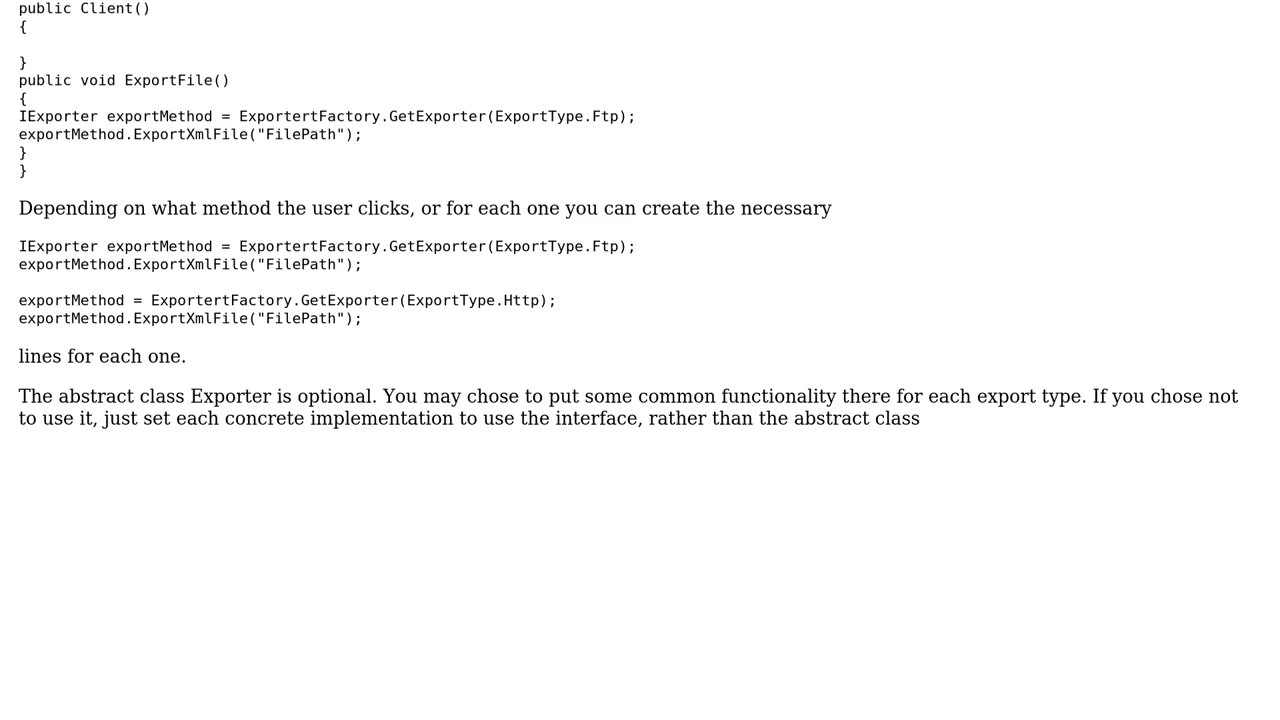 public Client()
{
}
public void ExportFile()
{
IExporter exportMethod = ExportertFactory.GetExporter(ExportType.Ftp);
exportMethod.ExportXmlFile("FilePath");
}
}
Depending on what method the user clicks, or for each one you can create the necessary
IExporter exportMethod = ExportertFactory.GetExporter(ExportType.Ftp);
exportMethod.ExportXmlFile("FilePath");
exportMethod = ExportertFactory.GetExporter(ExportType.Http);
exportMethod.ExportXmlFile("FilePath");
lines for each one.
The abstract class Exporter is optional. You may chose to put some common functionality there for each export type. If you chose not
to use it, just set each concrete implementation to use the interface, rather than the abstract class